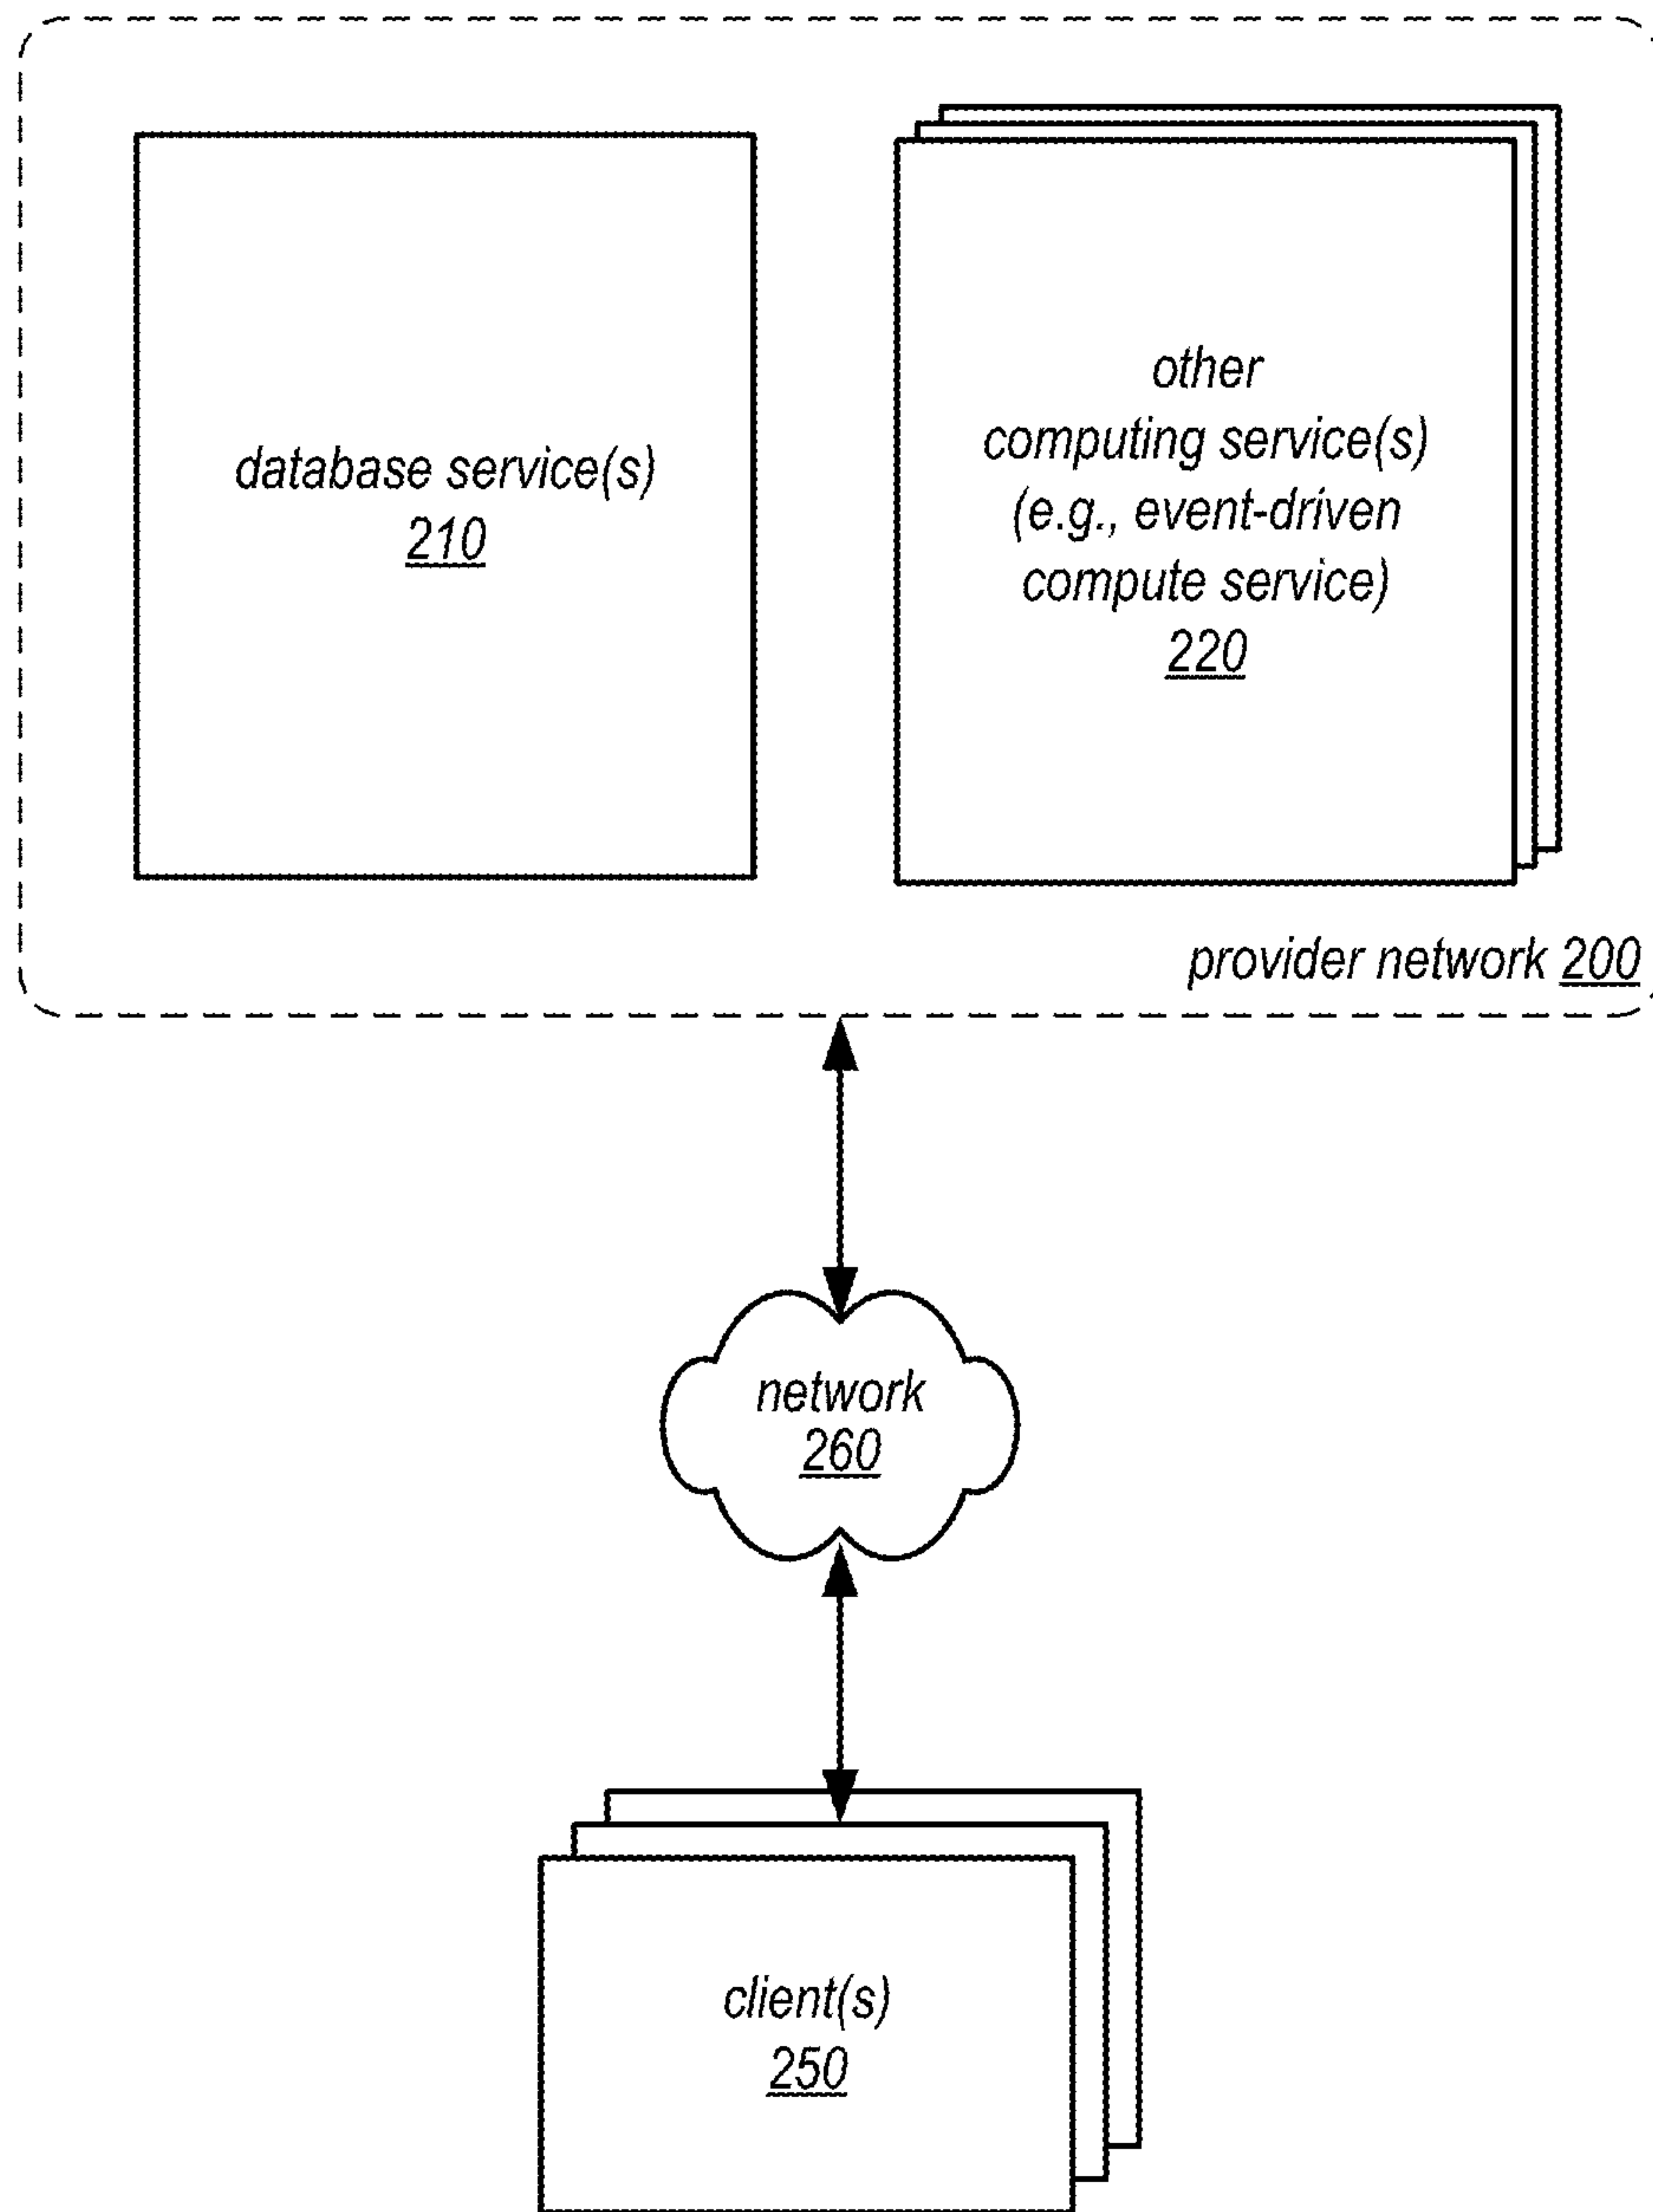 database service(s)
210
other
computing service(s)
(e.g., event-driven
compute service)
220
provider network 200
network
260
client(s)
250